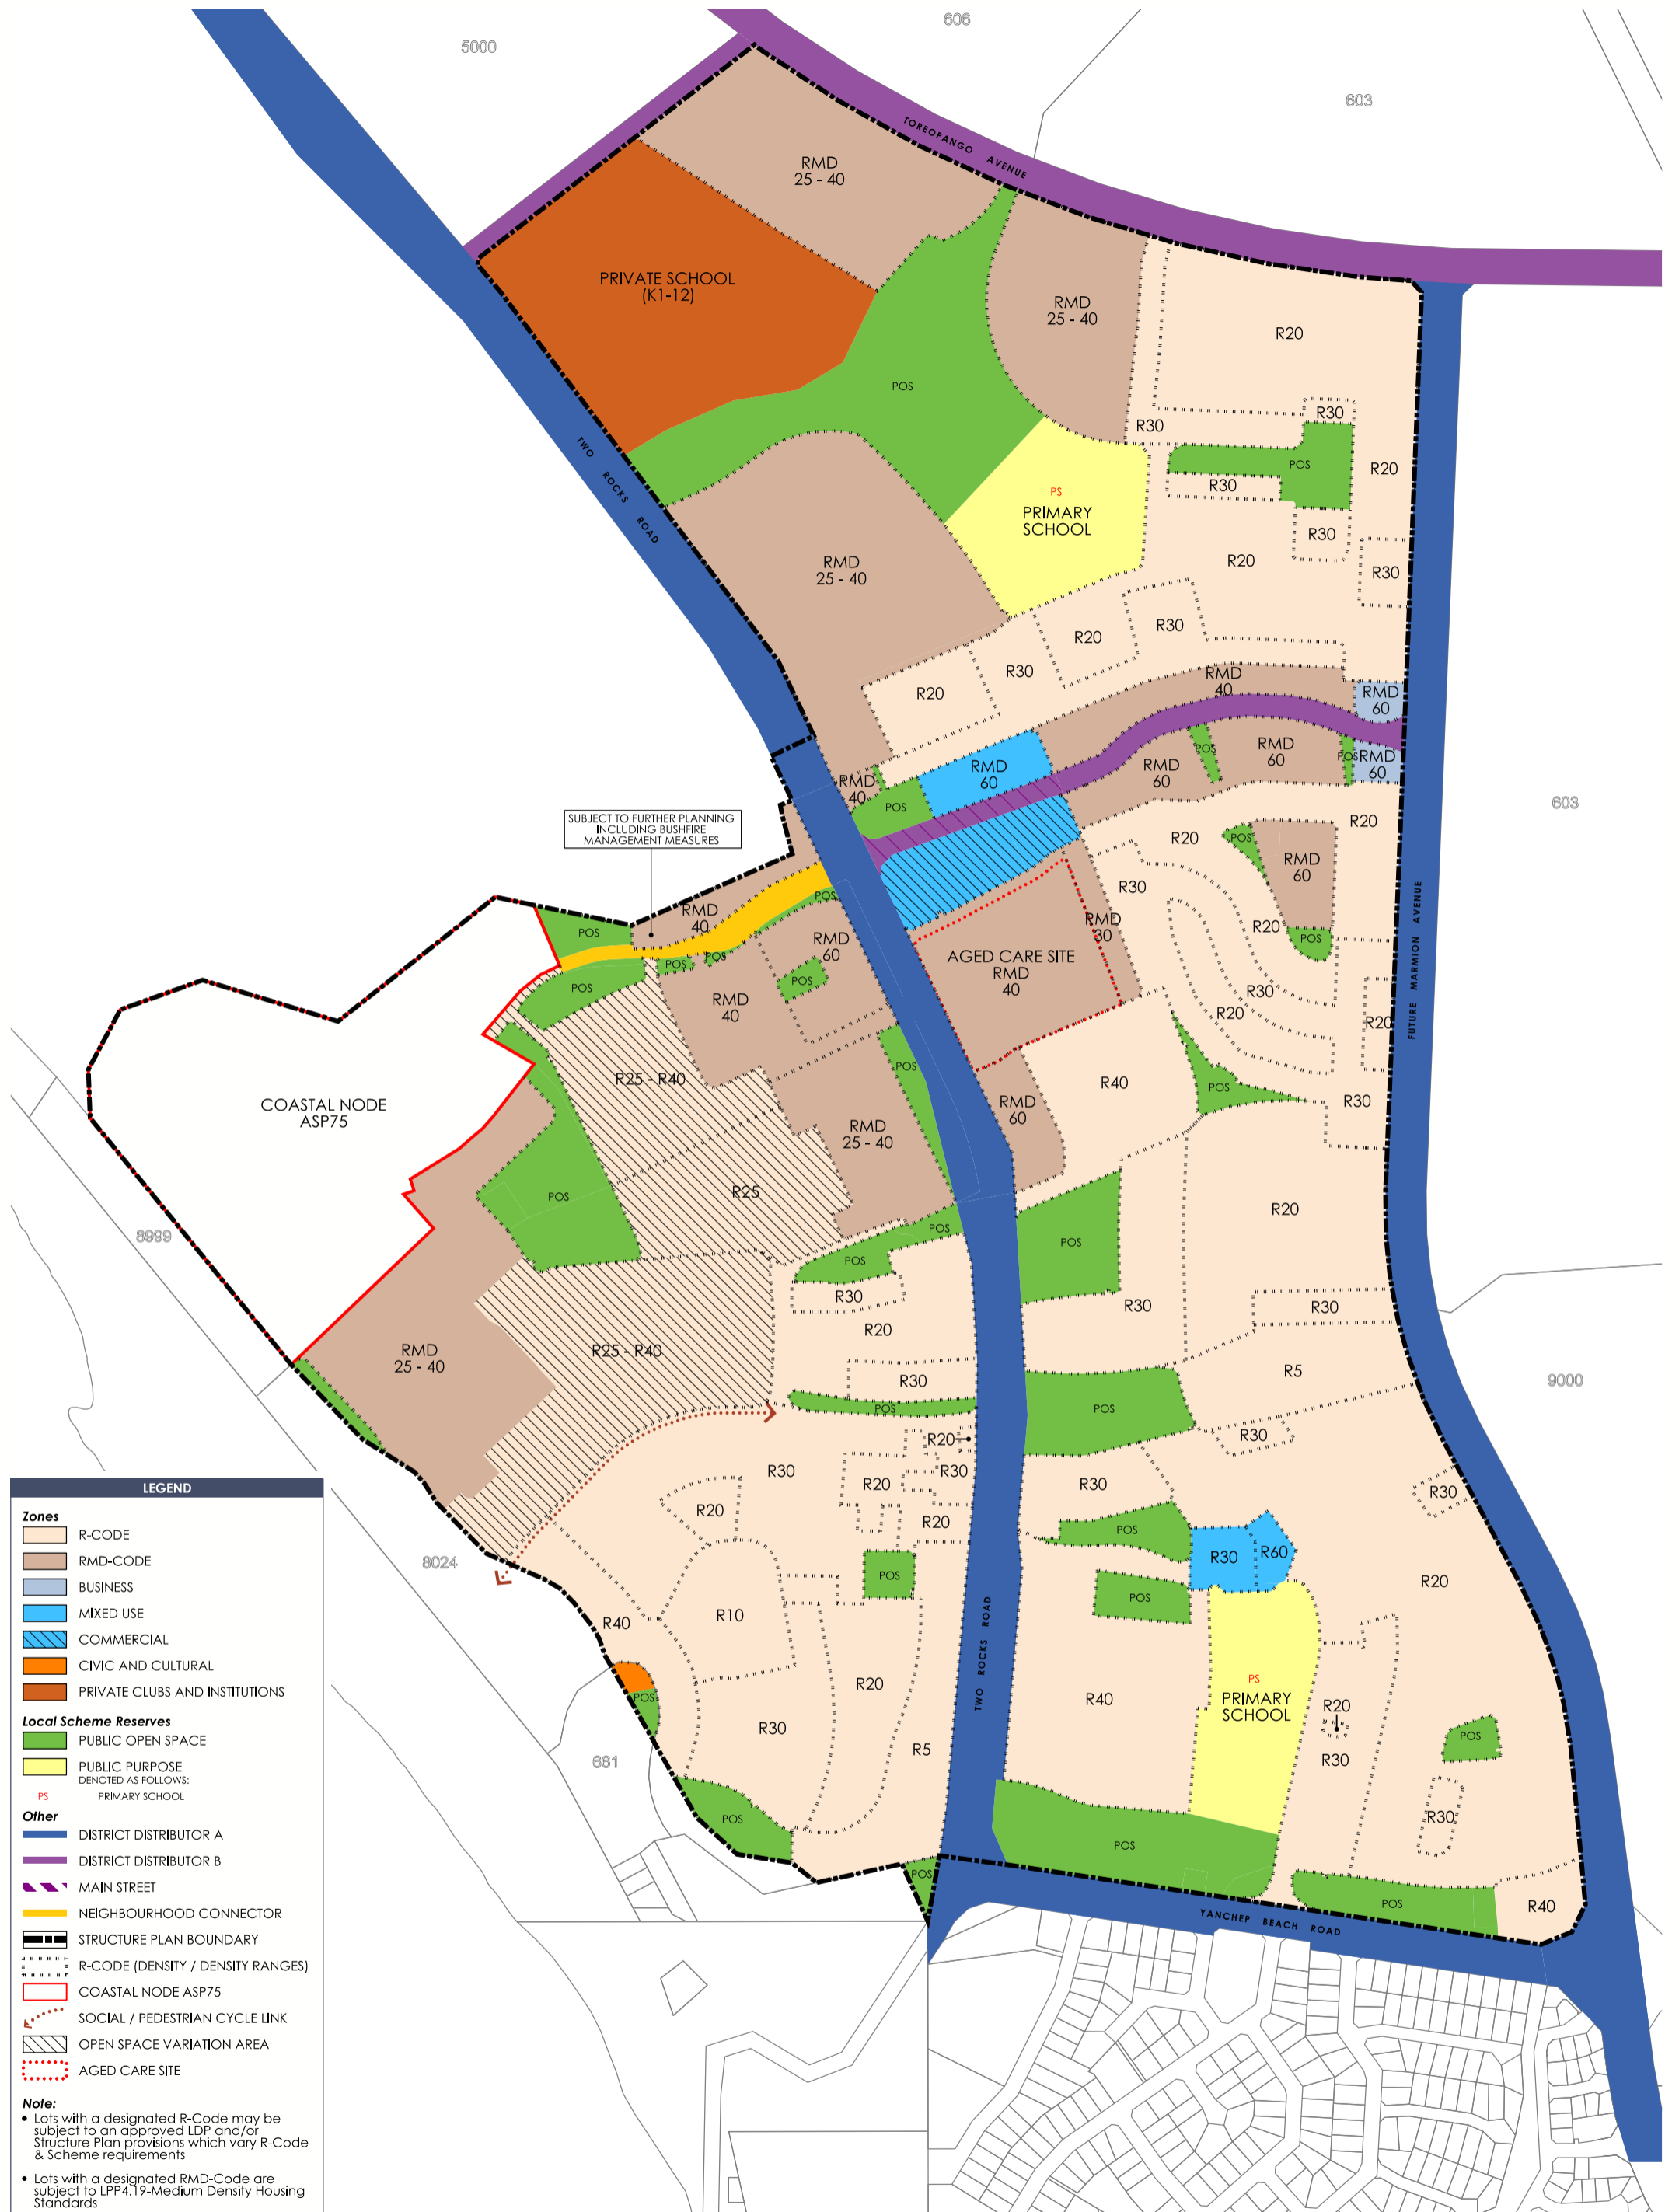 606
5000
603
TOREOPANGO AVENUE
RMD
25 - 40
PRIVATE SCHOOL
(K1-12)
RMD
25 - 40
R20
POS
R30
R30
TWO ROCKS ROAD
POS
R20
R30
PS
PRIMARY
SCHOOL
R30
RMD
25 - 40
R20
R30
R20
R30
R30
R20
RMD
40
RMD
60
POS
RMD
60
RMD
60
POS
RMD
60
RMD
60
RMD
40
POS
603
SUBJECT TO FURTHER PLANNING
INCLUDING BUSHFIRE
MANAGEMENT MEASURES
R20
R20
POS
RMD
60
R30
POS
RMD
40
RMD
30
R20
FUTURE MARMION AVENUE
POS
RMD
60
POS
AGED CARE SITE
RMD
40
POS
POS
POS
POS
R30
RMD
40
R20
R20
POS
R25 - R40
R40
POS
COASTAL NODE
ASP75
RMD
60
R30
RMD
25 - 40
R25
POS
R20
8999
POS
POS
POS
R30
R30
R30
R20
RMD
25 - 40
R25 - R40
R30
R5
9000
POS
POS
R20
R30
R30
R30
R20
R30
R30
R20
R20
POS
R30
R60
8024
POS
R20
POS
R10
R40
TWO ROCKS ROAD
R20
PS
PRIMARY
SCHOOL
R40
POS
R20
R30
R5
R30
POS
661
R30
POS
POS
POS
POS
R40
YANCHEP BEACH ROAD
LEGEND
Zones
R-CODE
RMD-CODE
BUSINESS
MIXED USE
COMMERCIAL
CIVIC AND CULTURAL
PRIVATE CLUBS AND INSTITUTIONS
Local Scheme Reserves
PUBLIC OPEN SPACE
PUBLIC PURPOSE
DENOTED AS FOLLOWS:
PS PRIMARY SCHOOL
Other
DISTRICT DISTRIBUTOR A
DISTRICT DISTRIBUTOR B
MAIN STREET
NEIGHBOURHOOD CONNECTOR
STRUCTURE PLAN BOUNDARY
R-CODE (DENSITY / DENSITY RANGES)
COASTAL NODE ASP75
SOCIAL / PEDESTRIAN CYCLE LINK
OPEN SPACE VARIATION AREA
AGED CARE SITE
Note:
• Lots with a designated R-Code may be
subject to an approved LDP and/or
Structure Plan provisions which vary R-Code
& Scheme requirements
• Lots with a designated RMD-Code are
subject to LPP4.19-Medium Density Housing
Standards